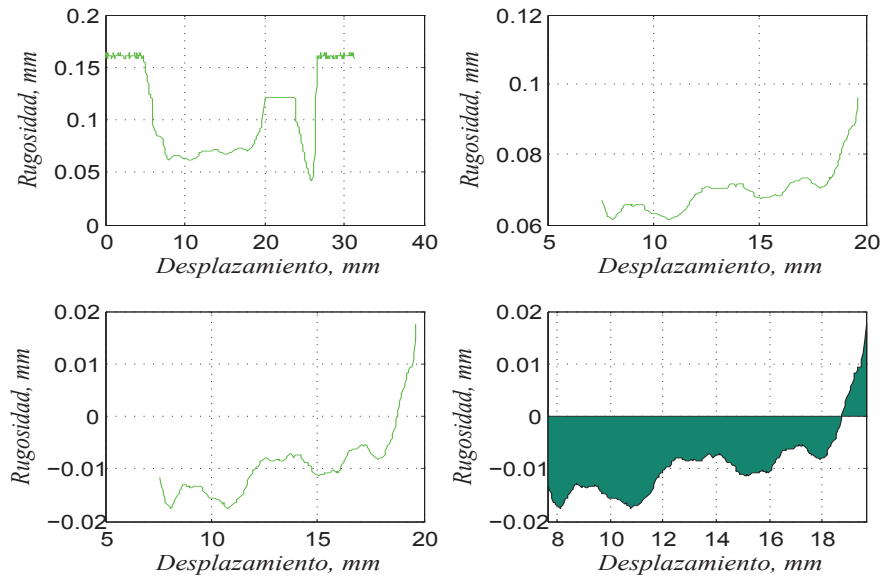 Rugosidad, mm
0.2
0.15
0.1
0.05
0
0 10 20 30 40
Desplazamiento, mm
Rugosidad, mm
0.12
0.1
0.08
0.06
5 10 15 20
Desplazamiento, mm
Rugosidad, mm
0.02
0.01
0
−0.01
−0.02
5 10 15 20
Desplazamiento, mm
Rugosidad, mm
0.02
0.01
0
−0.01
−0.02
8 10 12 14 16 18
Desplazamiento, mm